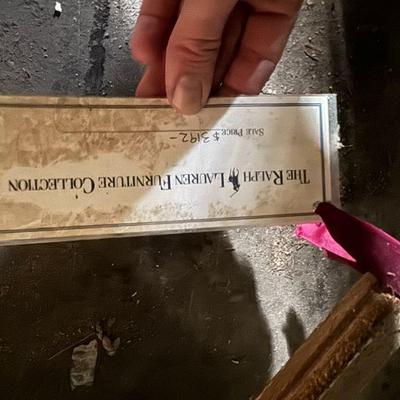 THE RALPH LAUREN FURNITURE COLLECTION
SALE PRICE $3192-